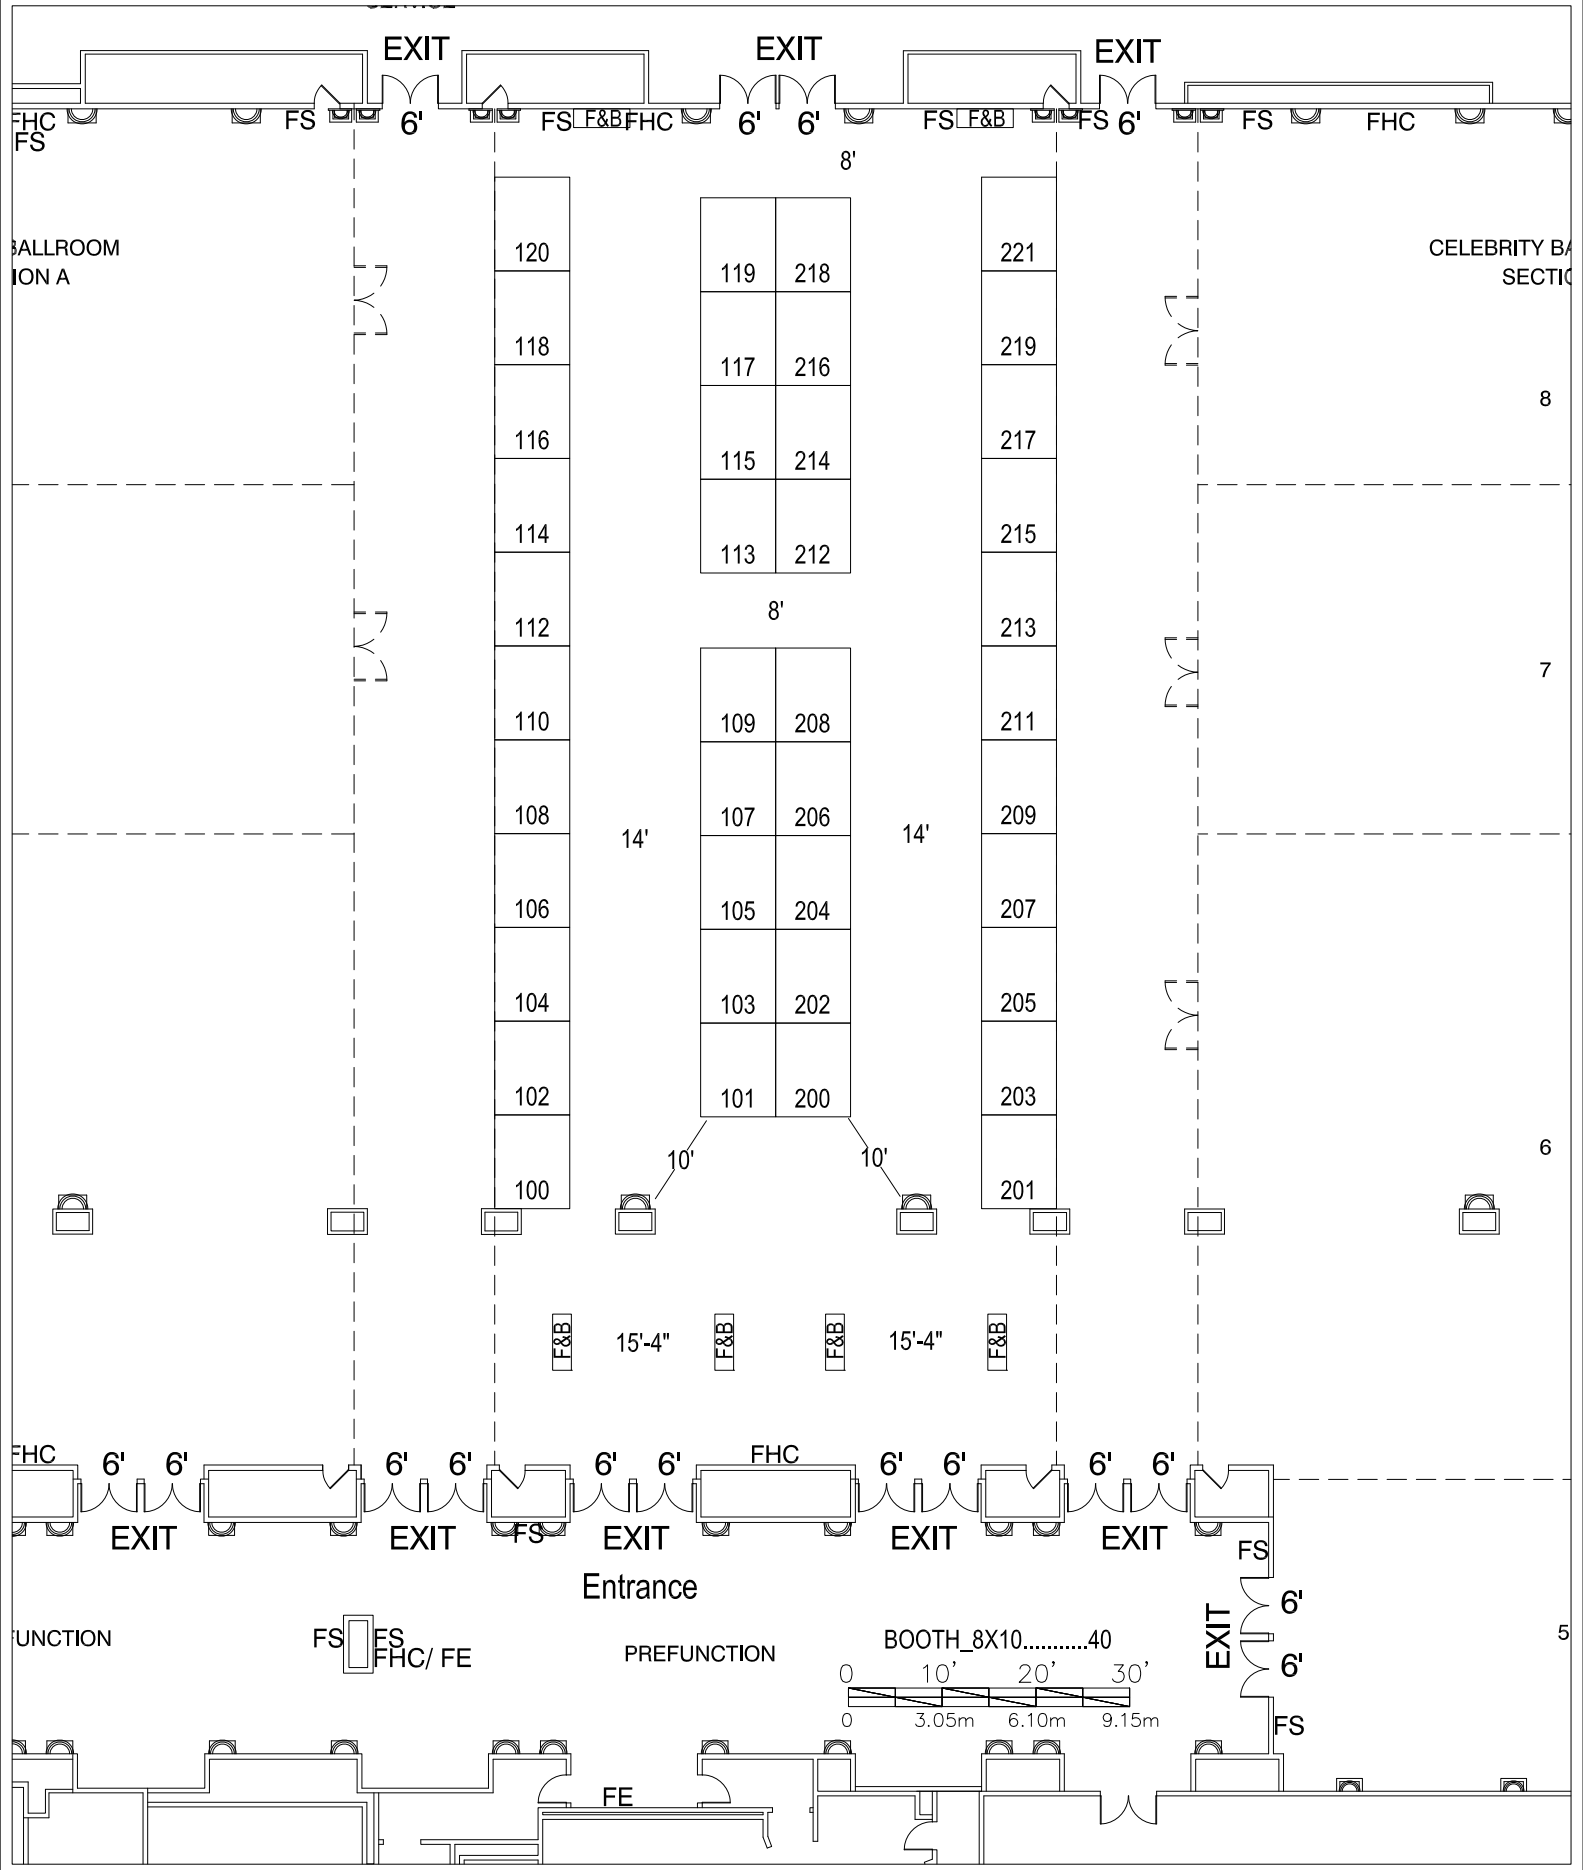 EXIT EXIT EXIT
FHC FS 6' FS F&B FHC 6' 6' FS F&B FS 6' FS FHC
FS
8'
BALLROOM CELEBRITY BA
ION A
120 221
119 218
118 219
117 216
8
116 217
115 214
114 215
113 212
8'
112 213
7
110 211
109 208
108 209
107 206
14' 14'
106 207
105 204
104 205
103 202
102 203
101 200
6
10' 10'
100 201
F&B 15'-4" F&B F&B 15'-4" F&B
FHC 6' 6' 6' 6' 6' 6' FHC 6' 6' 6' 6'
EXIT EXIT FS EXIT EXIT EXIT
FS
Entrance
6'
EXIT
6'
UNCTION FS FS
FHC/ FE
PREFUNCTION
BOOTH_8X10..........40
5
0 10' 20' 30'
0 3.05m 6.10m 9.15m
FS
FE